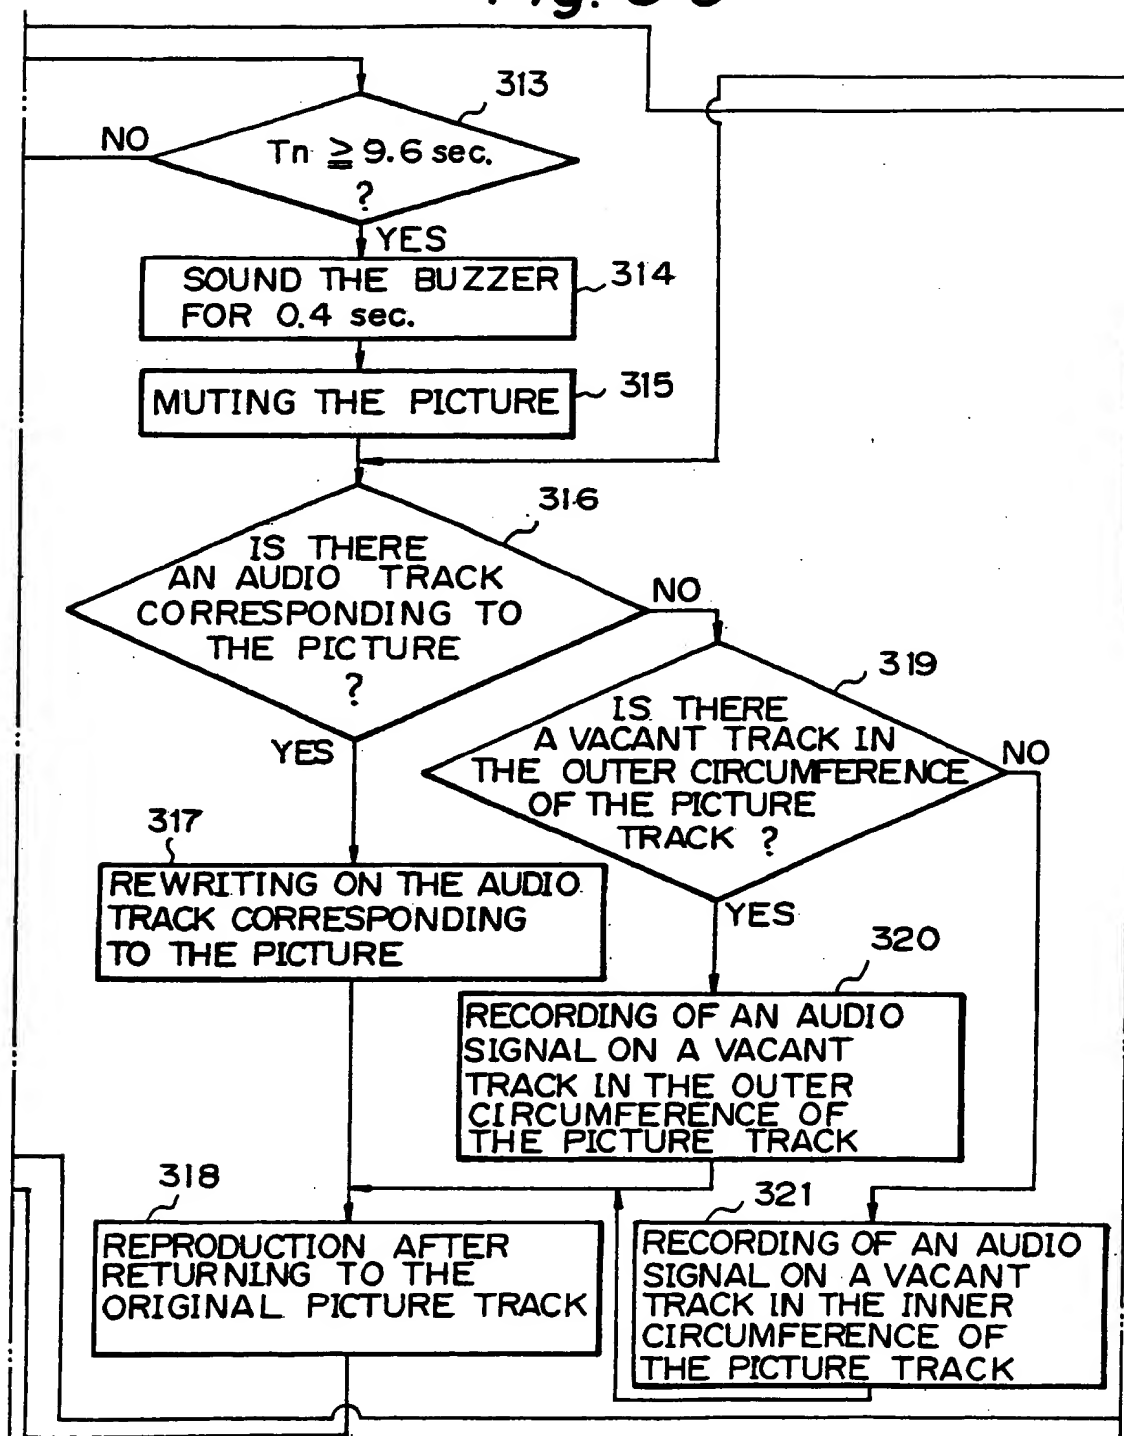 313
NO
Tn ≧ 9.6 sec.
?
YES
SOUND THE BUZZER
FOR 0.4 sec.
314
MUTING THE PICTURE
315
316
IS THERE
AN AUDIO TRACK
CORRESPONDING TO
THE PICTURE
?
NO
YES
319
IS THERE
A VACANT TRACK IN
THE OUTER CIRCUMFERENCE
OF THE PICTURE
TRACK ?
NO
YES
317
REWRITING ON THE AUDIO
TRACK CORRESPONDING
TO THE PICTURE
320
RECORDING OF AN AUDIO
SIGNAL ON A VACANT
TRACK IN THE OUTER
CIRCUMFERENCE OF
THE PICTURE TRACK
318
REPRODUCTION AFTER
RETURNING TO THE
ORIGINAL PICTURE TRACK
321
RECORDING OF AN AUDIO
SIGNAL ON A VACANT
TRACK IN THE INNER
CIRCUMFERENCE OF
THE PICTURE TRACK